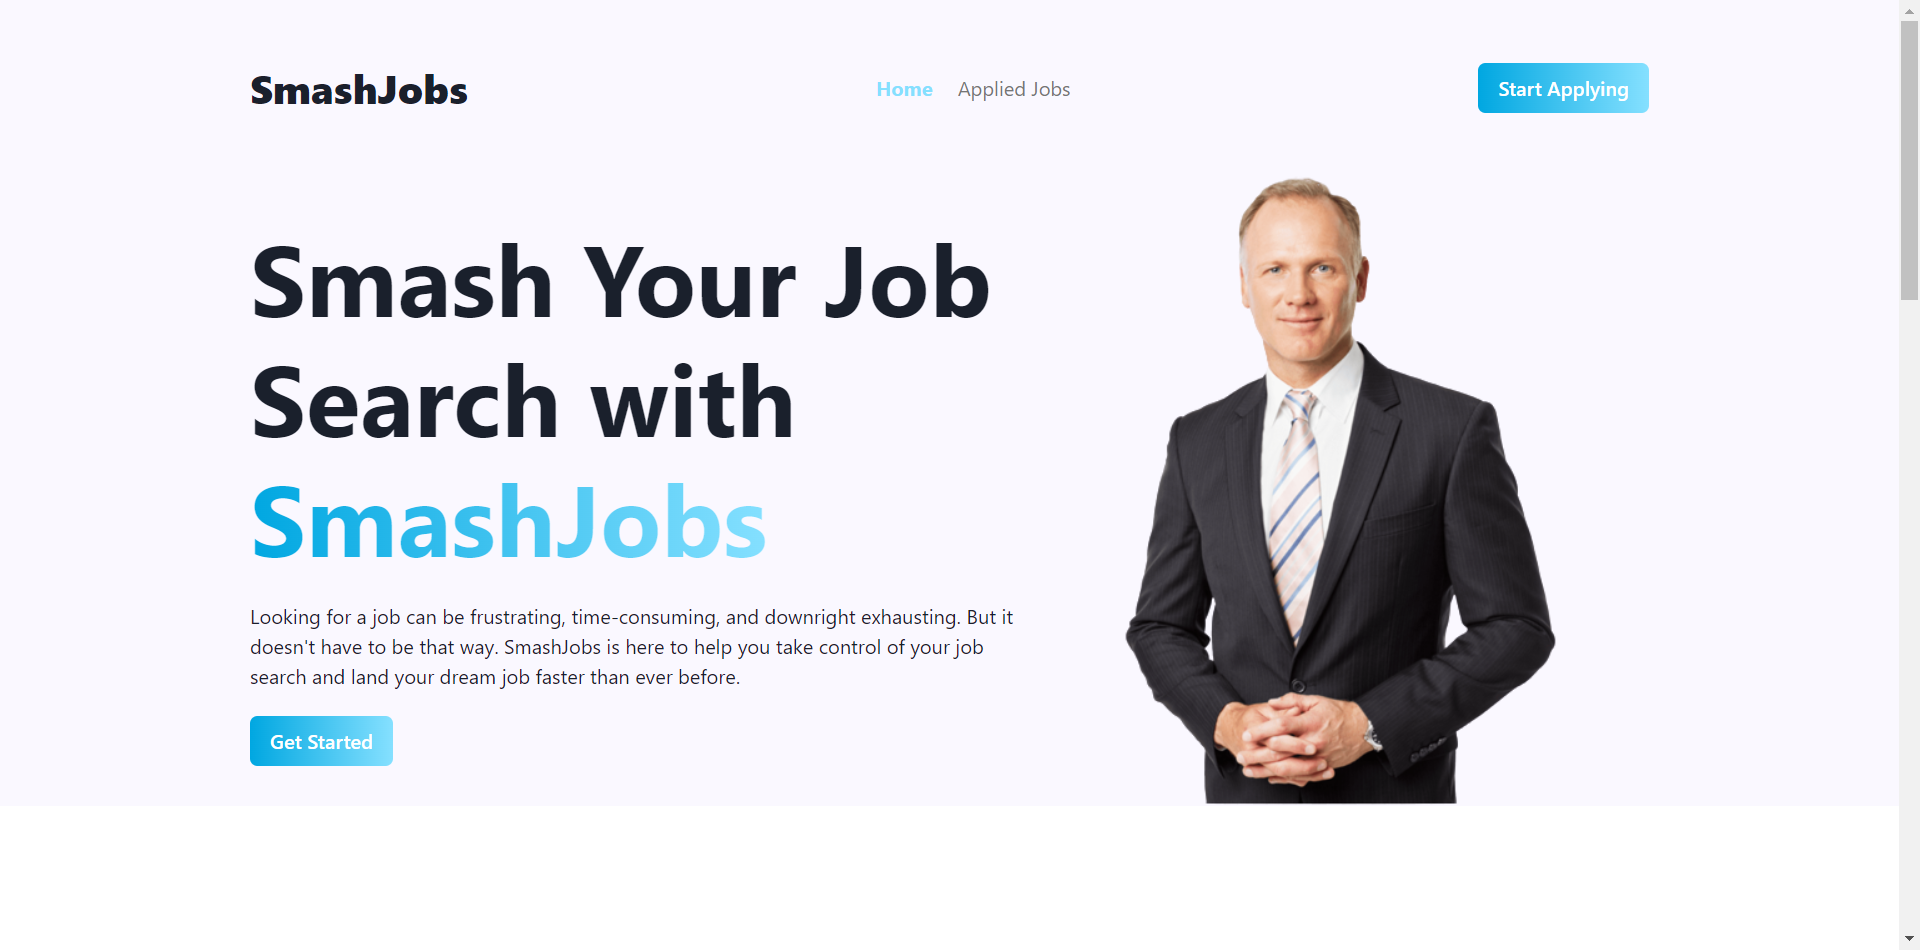 SmashJobs
Home
Applied Jobs
Start Applying
Smash Your Job
Search with
SmashJobs
Looking for a job can be frustrating, time-consuming, and downright exhausting. But it
doesn't have to be that way. SmashJobs is here to help you take control of your job
search and land your dream job faster than ever before.
Get Started